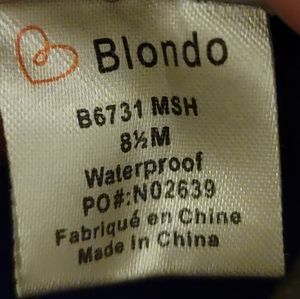 Blondo
B6731 MSH
8½M
Waterproof
PO#:N02639
Fabriqué en Chine
Made in China